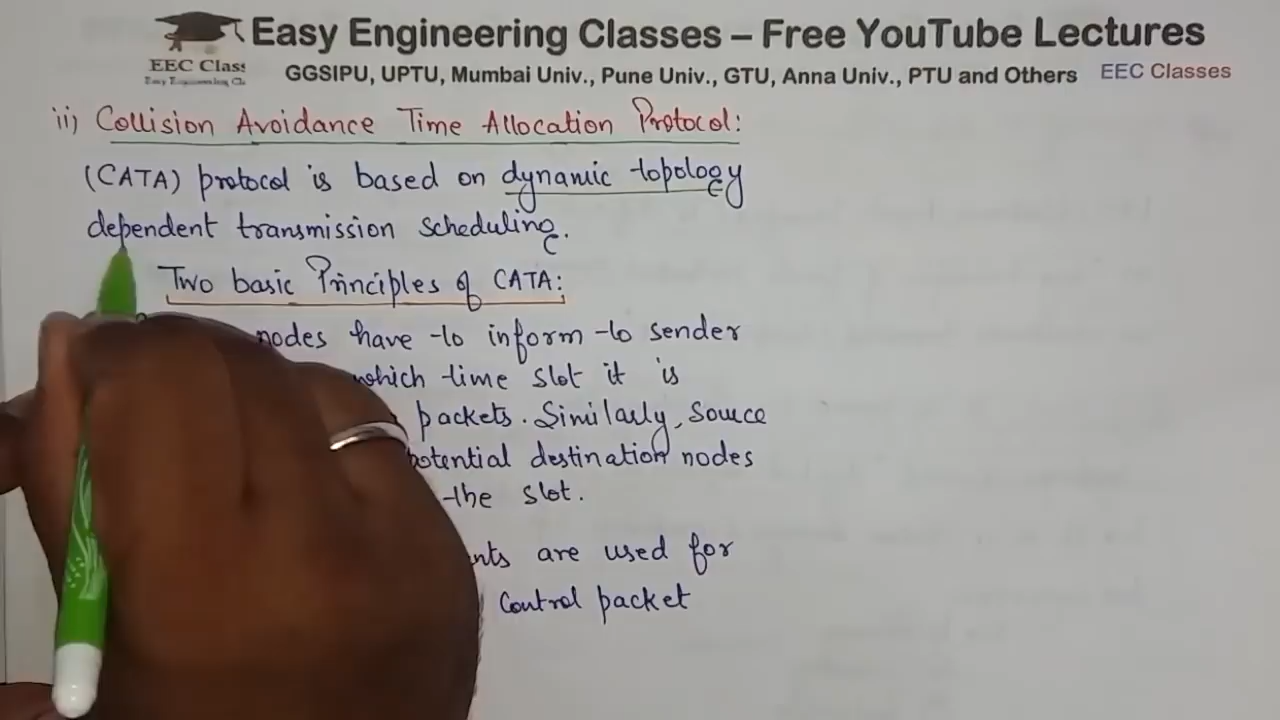 Easy Engineering Classes – Free YouTube Lectures
EEC Class
GGSIPU, UPTU, Mumbai Univ., Pune Univ., GTU, Anna Univ., PTU and Others
EEC Classes
ii) Collision Avoidance Time Allocation Protocol:
(CATA) protocol is based on dynamic topology
dependent transmission scheduling.
Two basic Principles of CATA:
nodes have to inform to sender
which time slot it is
packets. Similarly, Source
potential destination nodes
the slot.
are used for
Control packet